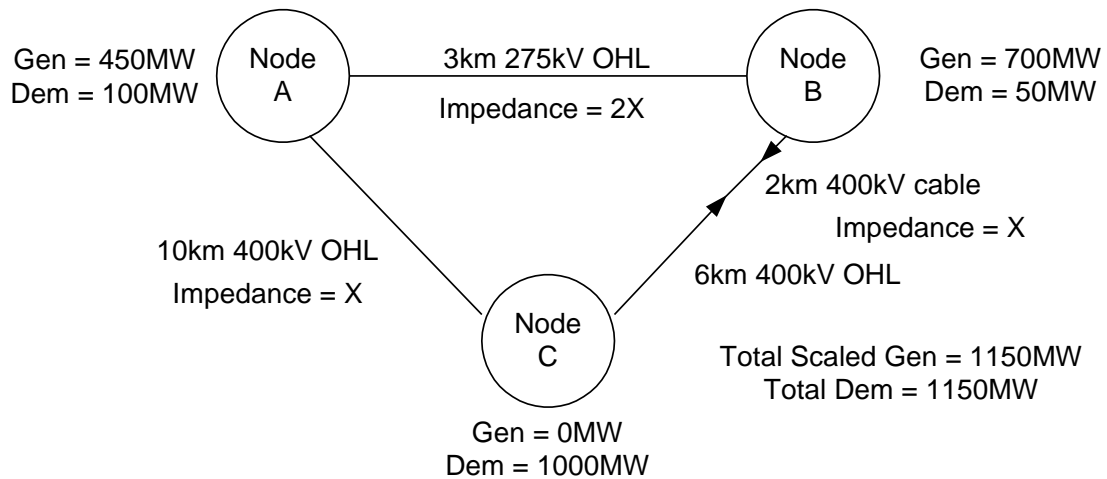 Gen = 450MW
Dem = 100MW
Node
A
3km 275kV OHL
Impedance = 2X
Node
B
Gen = 700MW
Dem = 50MW
2km 400kV cable
Impedance = X
10km 400kV OHL
Impedance = X
6km 400kV OHL
Node
C
Total Scaled Gen = 1150MW
Total Dem = 1150MW
Gen = 0MW
Dem = 1000MW